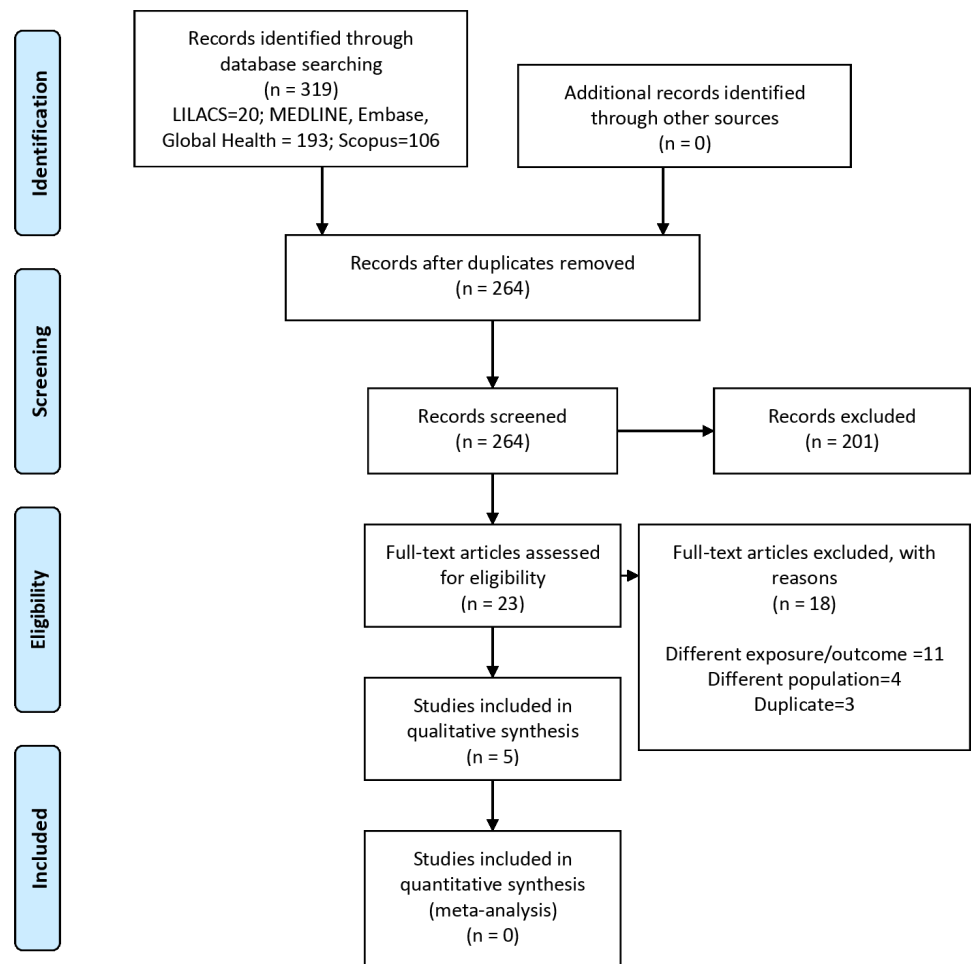 Identification
Records identified through
database searching
(n = 319)
LILACS=20; MEDLINE, Embase,
Global Health = 193; Scopus=106
Additional records identified
through other sources
(n = 0)
Screening
Records after duplicates removed
(n = 264)
Records screened
(n = 264)
Records excluded
(n = 201)
Eligibility
Full-text articles assessed
for eligibility
(n = 23)
Full-text articles excluded, with
reasons
(n = 18)
Different exposure/outcome =11
Different population=4
Duplicate=3
Studies included in
qualitative synthesis
(n = 5)
Included
Studies included in
quantitative synthesis
(meta-analysis)
(n = 0)